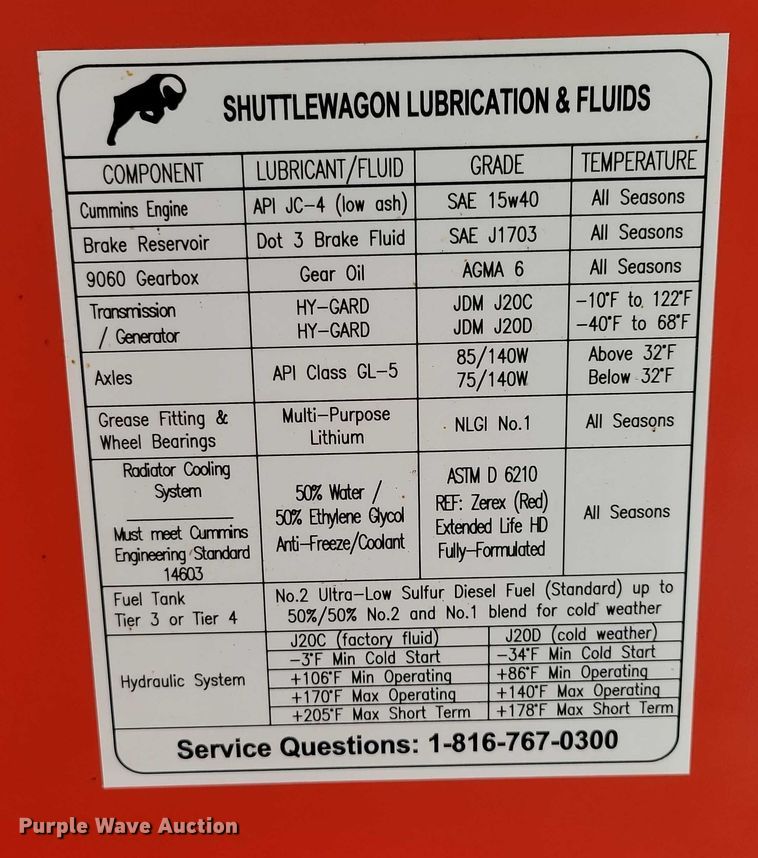 SHUTTLEWAGON LUBRICATION & FLUIDS
COMPONENT LUBRICANT/FLUID GRADE TEMPERATURE
Cummins Engine API JC-4 (low ash) SAE 15w40 All Seasons
Brake Reservoir Dot 3 Brake Fluid SAE J1703 All Seasons
9060 Gearbox Gear Oil AGMA 6 All Seasons
Transmission HY-GARD JDM J20C -10°F to 122°F
/ Generator HY-GARD JDM J20D -40°F to 68°F
Axles API Class GL-5 85/140W Above 32°F
75/140W Below 32°F
Grease Fitting &
Wheel Bearings
Multi-Purpose
Lithium
NLGI No.1
All Seasons
Radiator Cooling
System
Must meet Cummins
Engineering Standard
14603
50% Water /
50% Ethylene Glycol
Anti-Freeze/Coolant
ASTM D 6210
REF: Zerex (Red)
Extended Life HD
Fully-Formulated
All Seasons
Fuel Tank
Tier 3 or Tier 4
No.2 Ultra-Low Sulfur Diesel Fuel (Standard) up to
50%/50% No.2 and No.1 blend for cold weather
Hydraulic System
J20C (factory fluid) J20D (cold weather)
-3°F Min Cold Start -34°F Min Cold Start
+106°F Min Operating +86°F Min Operating
+170°F Max Operating +140°F Max Operating
+205°F Max Short Term +178°F Max Short Term
Service Questions: 1-816-767-0300
Purple Wave Auction